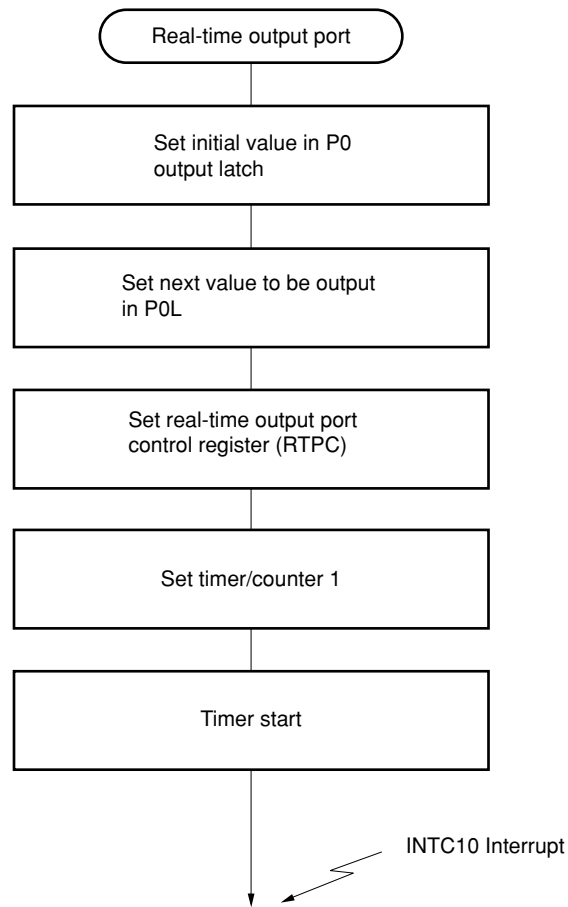 Real-time output port
Set initial value in P0
output latch
Set next value to be output
in P0L
Set real-time output port
control register (RTPC)
Set timer/counter 1
Timer start
INTC10 Interrupt